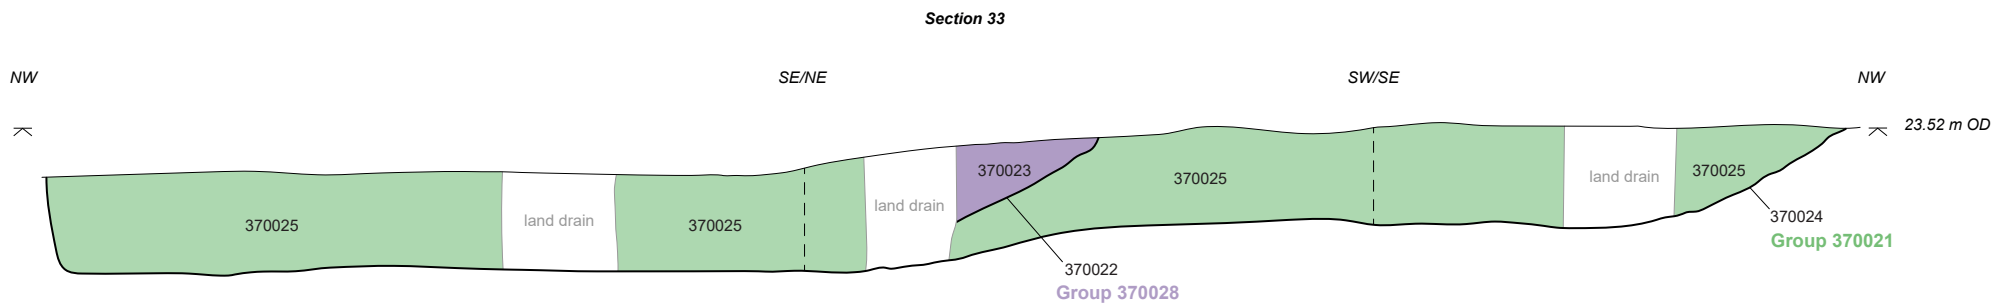 Section 33
NW SE/NE SW/SE NW
23.52 m OD
370025
land drain
370025
land drain
370023
370025
land drain
370025
370024
Group 370021
370022
Group 370028